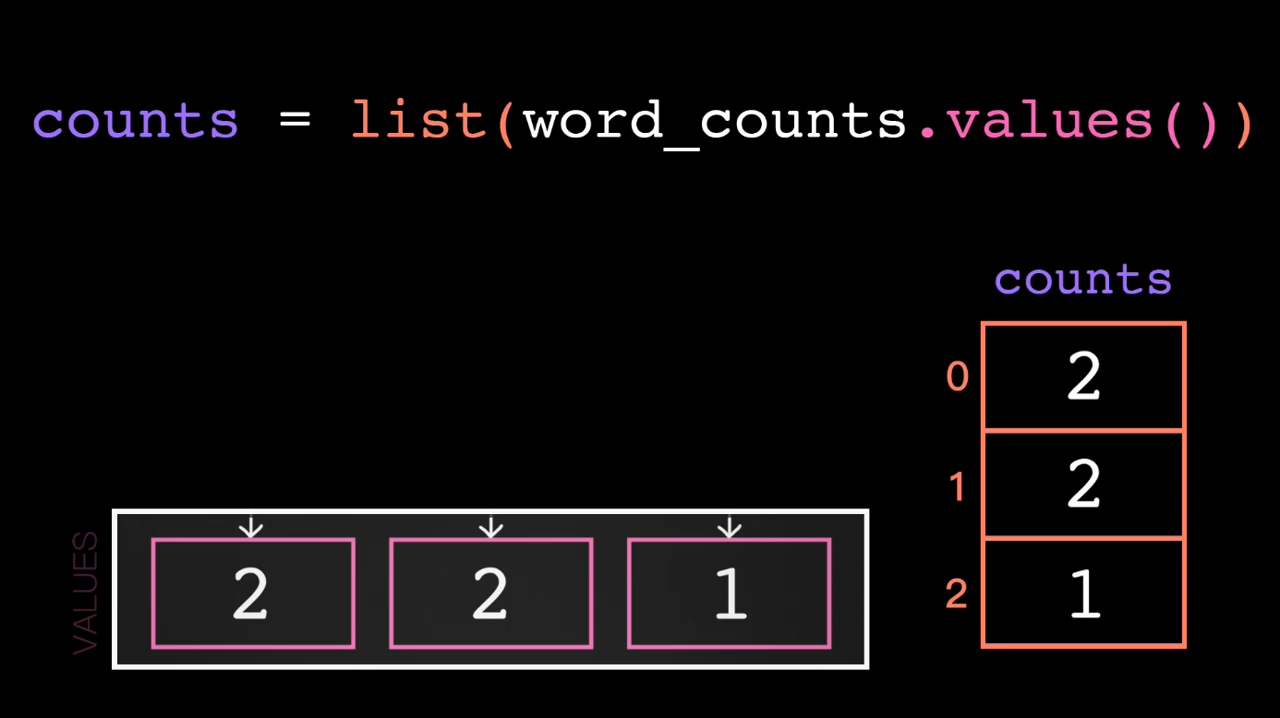 counts = list(word_counts.values())
counts
0 2
1 2
2 1
VALUES 2 2 1